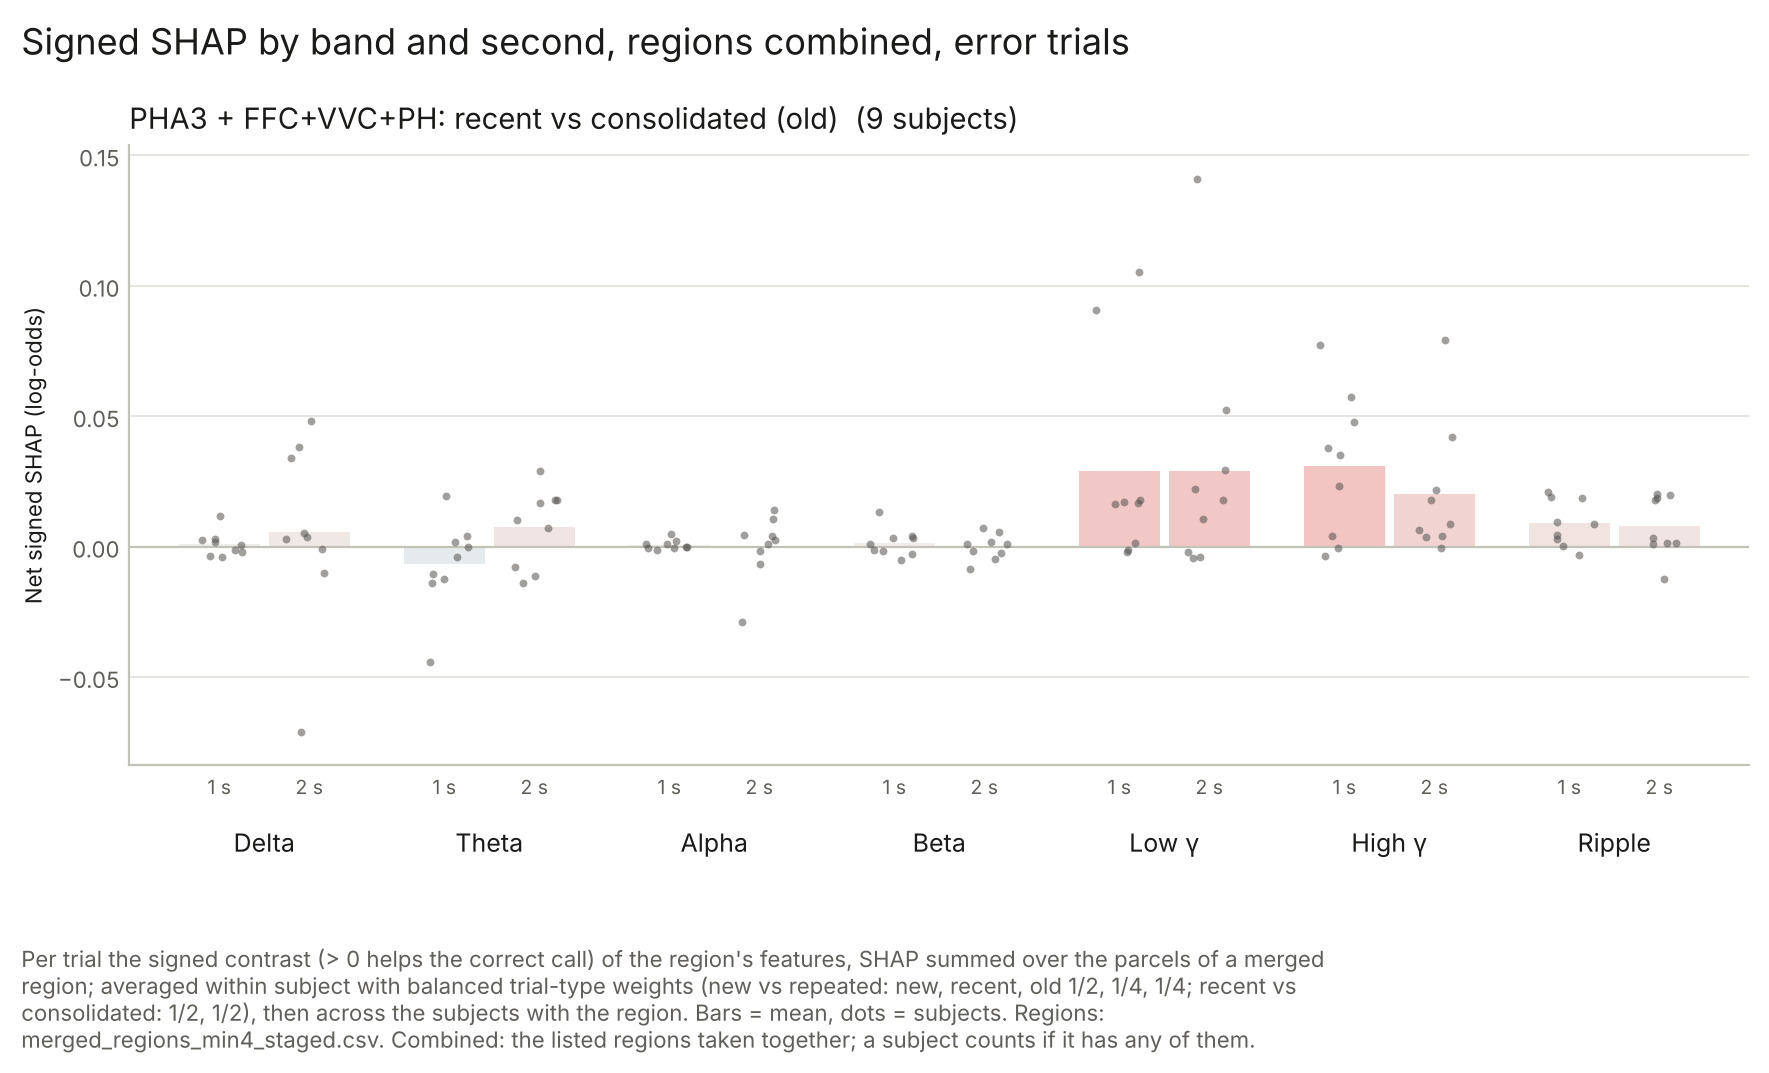 Signed SHAP by band and second, regions combined, error trials
PHA3 + FFC+VVC+PH: recent vs consolidated (old)  (9 subjects)
Net signed SHAP (log-odds)
0.15
0.10
0.05
0.00
−0.05
1 s 2 s 1 s 2 s 1 s 2 s 1 s 2 s 1 s 2 s 1 s 2 s 1 s 2 s
Delta Theta Alpha Beta Low γ High γ Ripple
Per trial the signed contrast (> 0 helps the correct call) of the region's features, SHAP summed over the parcels of a merged
region; averaged within subject with balanced trial-type weights (new vs repeated: new, recent, old 1/2, 1/4, 1/4; recent vs
consolidated: 1/2, 1/2), then across the subjects with the region. Bars = mean, dots = subjects. Regions:
merged_regions_min4_staged.csv. Combined: the listed regions taken together; a subject counts if it has any of them.